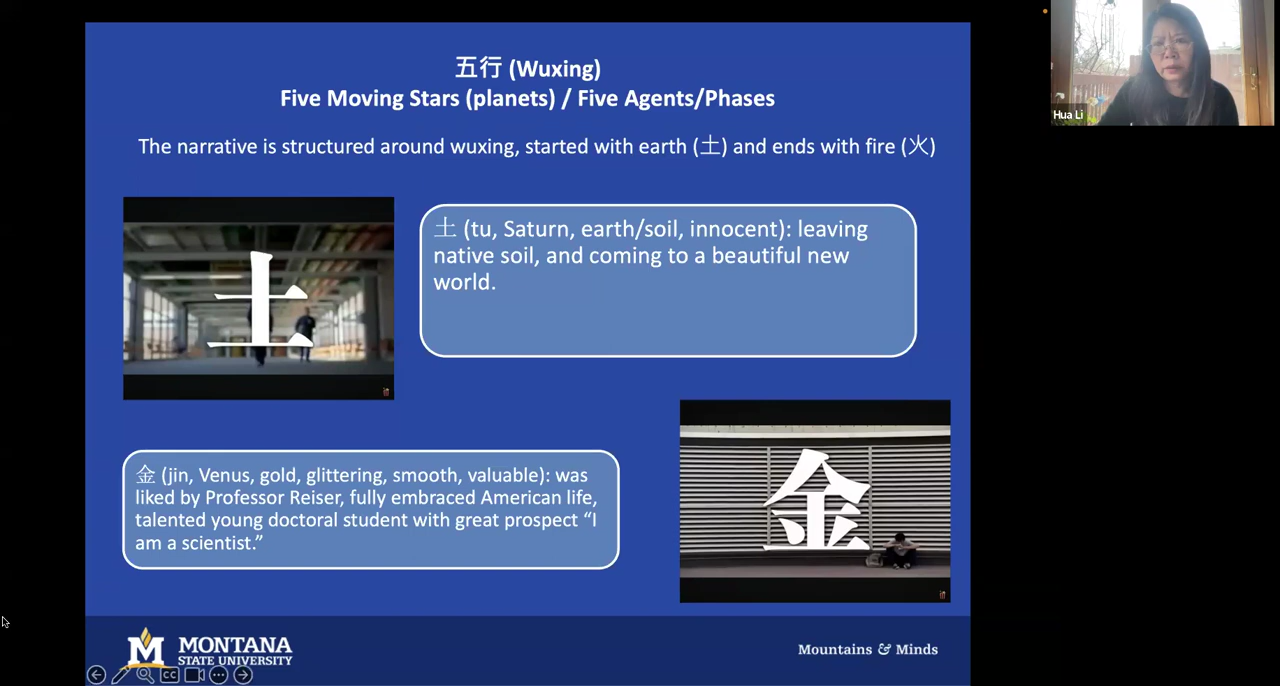 五行 (Wuxing)
Five Moving Stars (planets) / Five Agents/Phases
The narrative is structured around wuxing, started with earth (土) and ends with fire (火)
土
土 (tu, Saturn, earth/soil, innocent): leaving
native soil, and coming to a beautiful new
world.
金 (jin, Venus, gold, glittering, smooth, valuable): was
liked by Professor Reiser, fully embraced American life,
talented young doctoral student with great prospect “I
am a scientist.”
金
M MONTANA
STATE UNIVERSITY
Mountains & Minds
CC
Hua Li